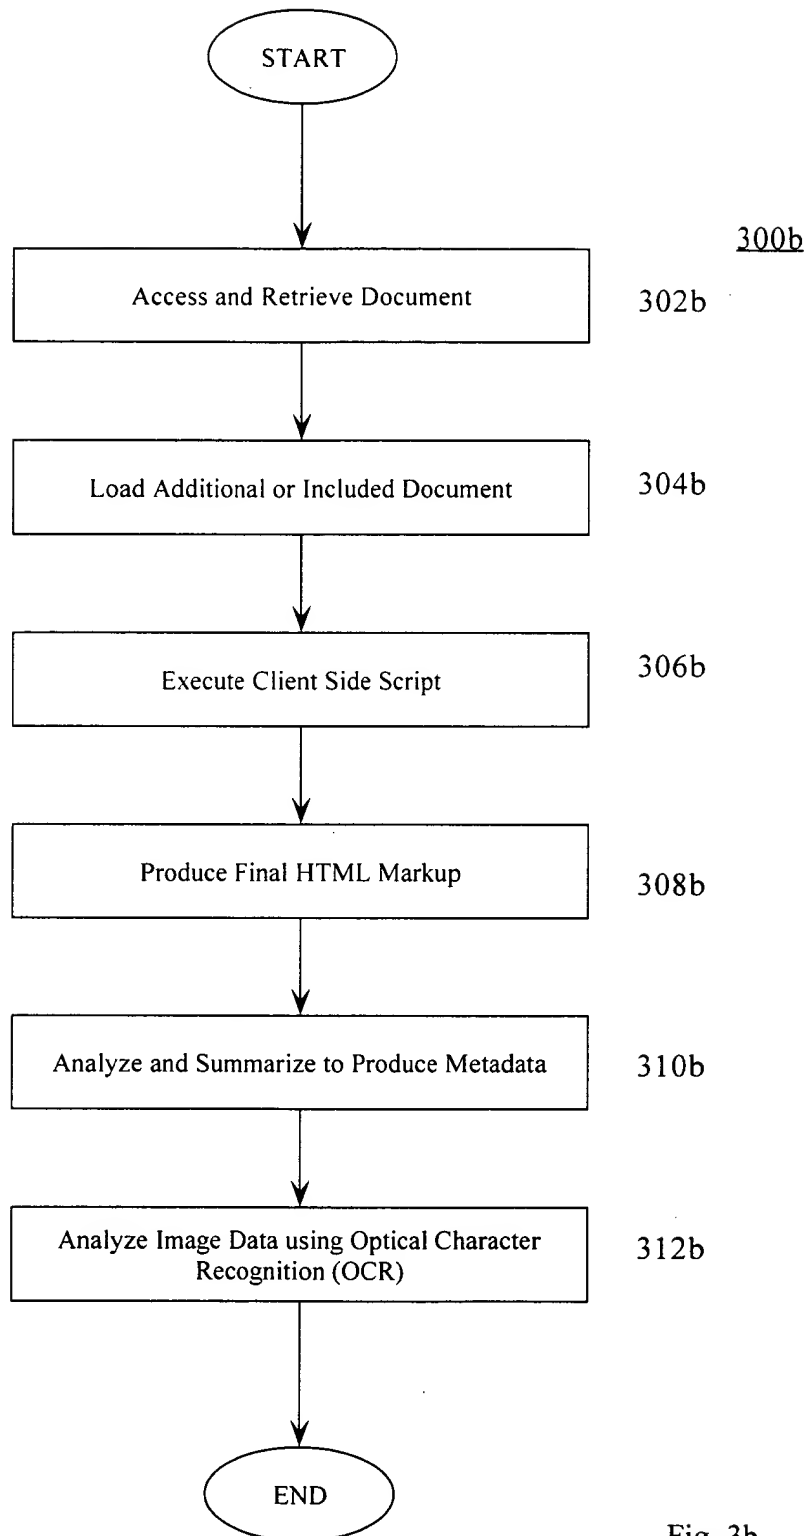 START
300b
Access and Retrieve Document
302b
Load Additional or Included Document
304b
Execute Client Side Script
306b
Produce Final HTML Markup
308b
Analyze and Summarize to Produce Metadata
310b
Analyze Image Data using Optical Character
Recognition (OCR)
312b
END
Fig. 3b